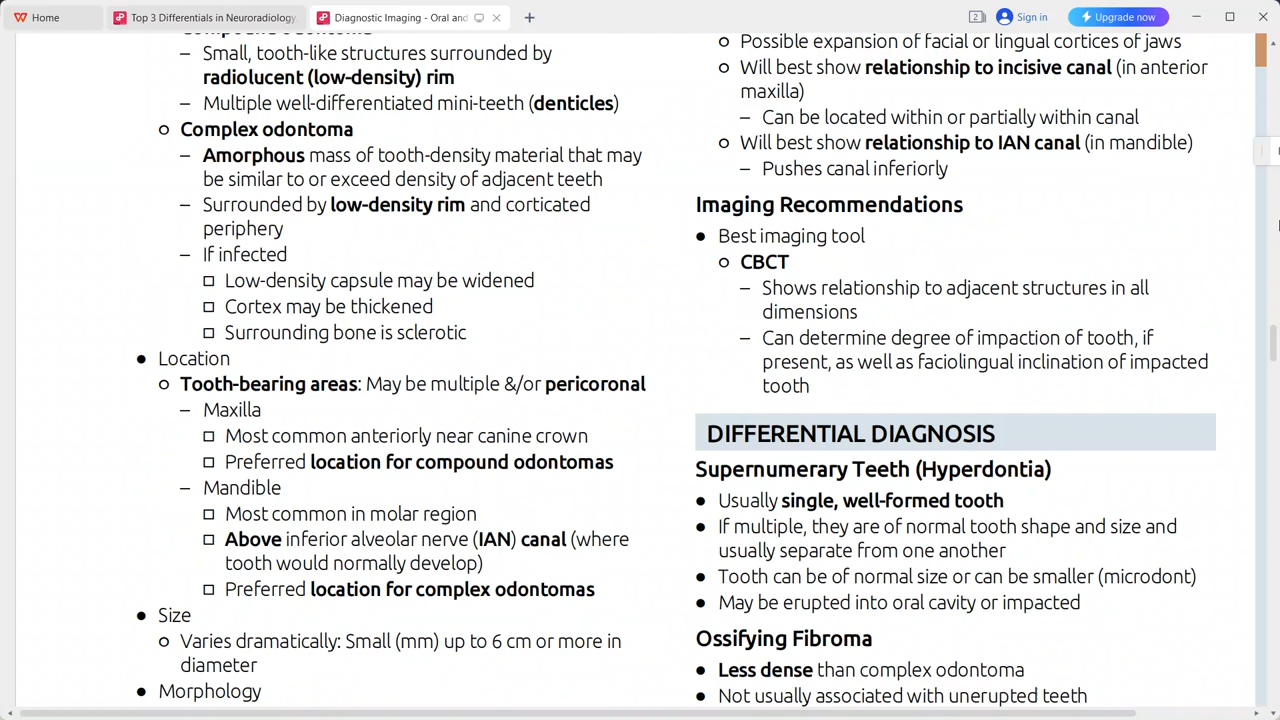 Home
Top 3 Differentials in Neuroradiology.
Diagnostic Imaging - Oral and
2
Sign in
Upgrade now
– Small, tooth-like structures surrounded by
radiolucent (low-density) rim
– Multiple well-differentiated mini-teeth (denticles)
o Complex odontoma
– Amorphous mass of tooth-density material that may
be similar to or exceed density of adjacent teeth
– Surrounded by low-density rim and corticated
periphery
– If infected
□ Low-density capsule may be widened
□ Cortex may be thickened
□ Surrounding bone is sclerotic
● Location
o Tooth-bearing areas: May be multiple &/or pericoronal
– Maxilla
□ Most common anteriorly near canine crown
□ Preferred location for compound odontomas
– Mandible
□ Most common in molar region
□ Above inferior alveolar nerve (IAN) canal (where
tooth would normally develop)
□ Preferred location for complex odontomas
● Size
o Varies dramatically: Small (mm) up to 6 cm or more in
diameter
● Morphology
o Possible expansion of facial or lingual cortices of jaws
o Will best show relationship to incisive canal (in anterior
maxilla)
– Can be located within or partially within canal
o Will best show relationship to IAN canal (in mandible)
– Pushes canal inferiorly
Imaging Recommendations
● Best imaging tool
o CBCT
– Shows relationship to adjacent structures in all
dimensions
– Can determine degree of impaction of tooth, if
present, as well as faciolingual inclination of impacted
tooth
DIFFERENTIAL DIAGNOSIS
Supernumerary Teeth (Hyperdontia)
● Usually single, well-formed tooth
● If multiple, they are of normal tooth shape and size and
usually separate from one another
● Tooth can be of normal size or can be smaller (microdont)
● May be erupted into oral cavity or impacted
Ossifying Fibroma
● Less dense than complex odontoma
● Not usually associated with unerupted teeth